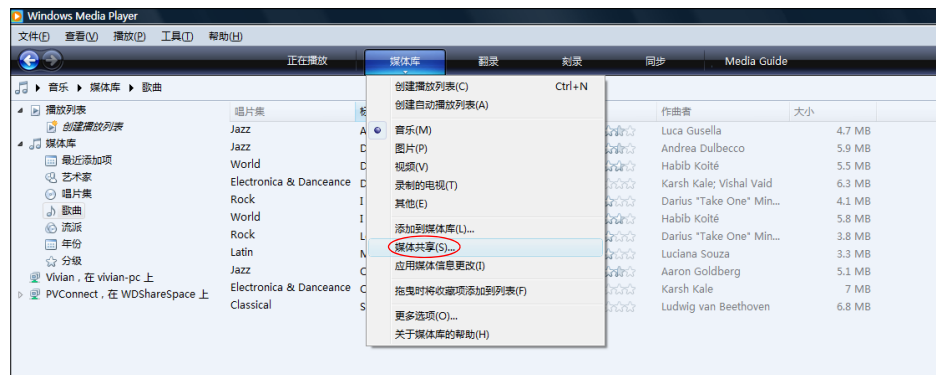 Windows Media Player
文件(F) 查看(V) 播放(P) 工具(T) 帮助(H)
正在播放 媒体库 翻录 刻录 同步 Media Guide
音乐 媒体库 歌曲
创建播放列表(C) Ctrl+N
创建自动播放列表(A)
音乐(M)
图片(P)
视频(V)
录制的电视(T)
其他(E)
添加到媒体库(L)...
媒体共享(S)...
应用媒体信息更改(I)
拖曳时将收藏项添加到列表(F)
更多选项(O)...
关于媒体库的帮助(H)
播放列表
创建播放列表
媒体库
最近添加项
艺术家
唱片集
歌曲
流派
年份
分级
Vivian，在 vivian-pc 上
PVConnect，在 WDShareSpace 上
唱片集 作曲者 大小
Jazz Luca Gusella 4.7 MB
Jazz Andrea Dulbecco 5.9 MB
World Habib Koité 5.5 MB
Electronica & Danceance Karsh Kale; Vishal Vaid 6.3 MB
Rock Darius "Take One" Min... 4.1 MB
World Habib Koité 5.8 MB
Rock Darius "Take One" Min... 3.8 MB
Latin Luciana Souza 3.3 MB
Jazz Aaron Goldberg 5.1 MB
Electronica & Danceance Karsh Kale 7 MB
Classical Ludwig van Beethoven 6.8 MB